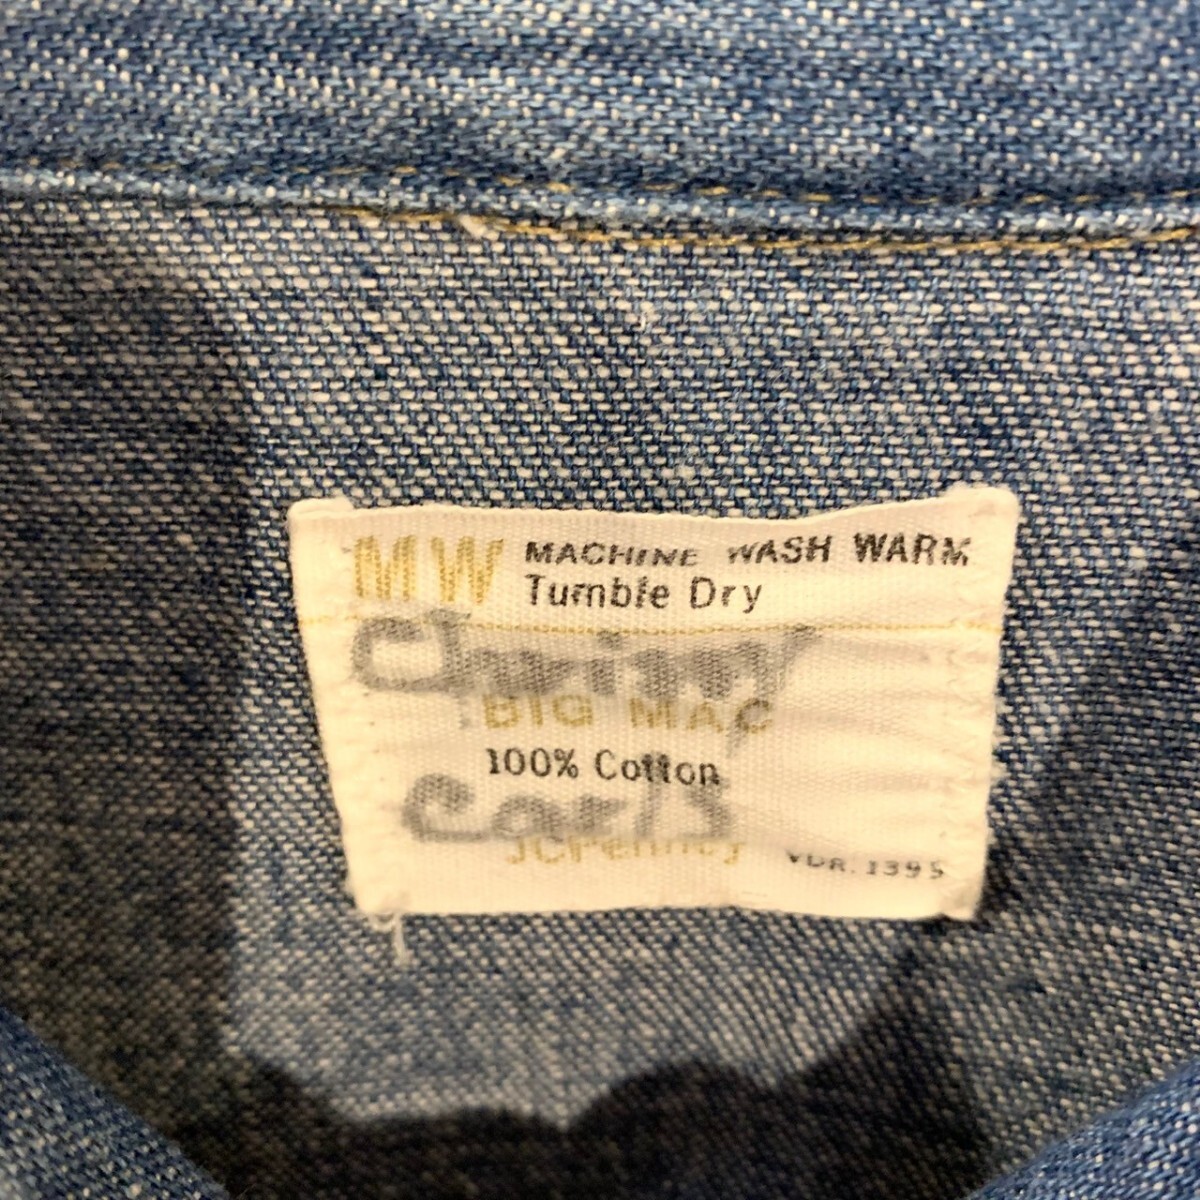 MW MACHINE WASH WARM
Tumble Dry
BIG MAC
100% Cotton
JCPenney
VDR. 1395